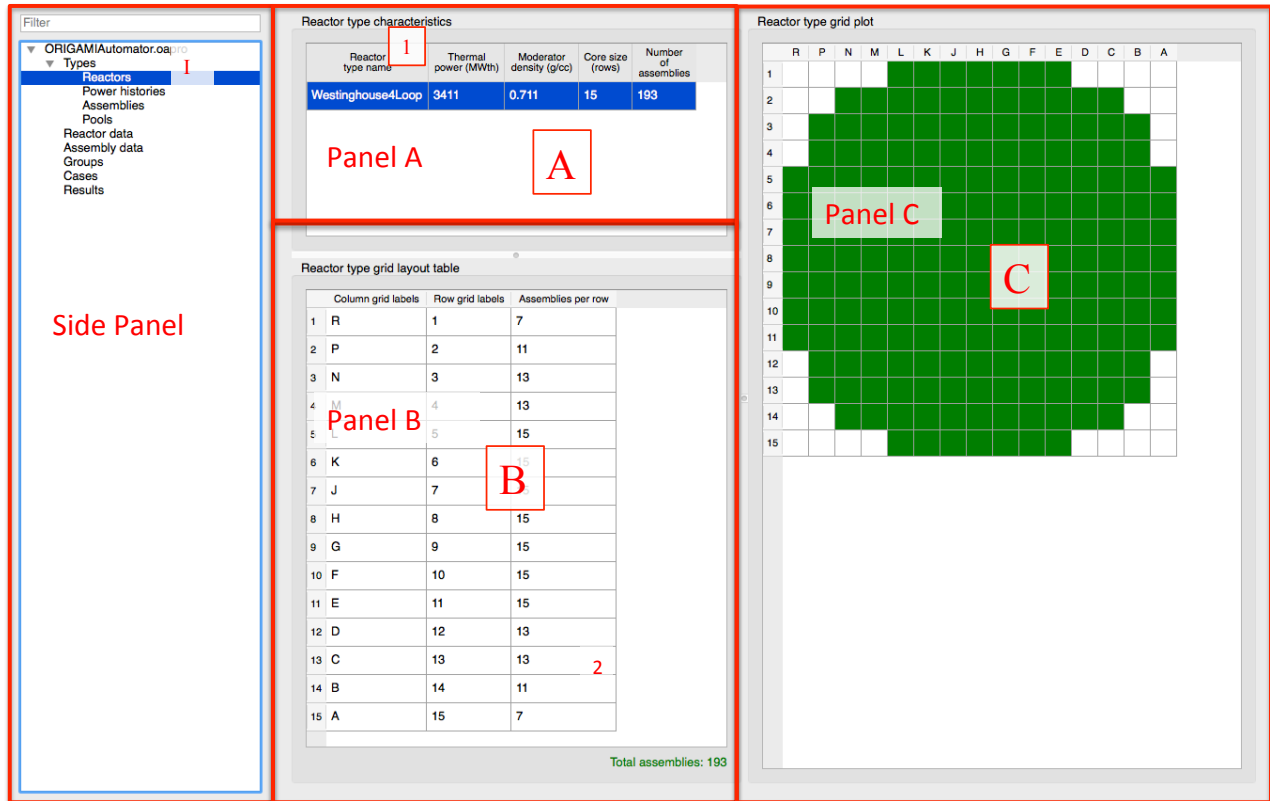 Filter
ORIGAMIAutomator.oapro
Types
I
Reactors
Power histories
Assemblies
Pools
Reactor data
Assembly data
Groups
Cases
Results
Side Panel
Reactor type characteristics
1
Reactor type name Thermal power (MWth) Moderator density (g/cc) Core size (rows) Number of assemblies
Westinghouse4Loop 3411 0.711 15 193
Panel A
A
Reactor type grid layout table
Column grid labels Row grid labels Assemblies per row
1 R 1 7
2 P 2 11
3 N 3 13
4 M 4 13
Panel B
5 L 5 15
6 K 6 15
B
7 J 7
8 H 8 15
9 G 9 15
10 F 10 15
11 E 11 15
12 D 12 13
13 C 13 13
2
14 B 14 11
15 A 15 7
Total assemblies: 193
Reactor type grid plot
R P N M L K J H G F E D C B A
1
2
3
4
5
6
Panel C
7
8
C
9
10
11
12
13
14
15